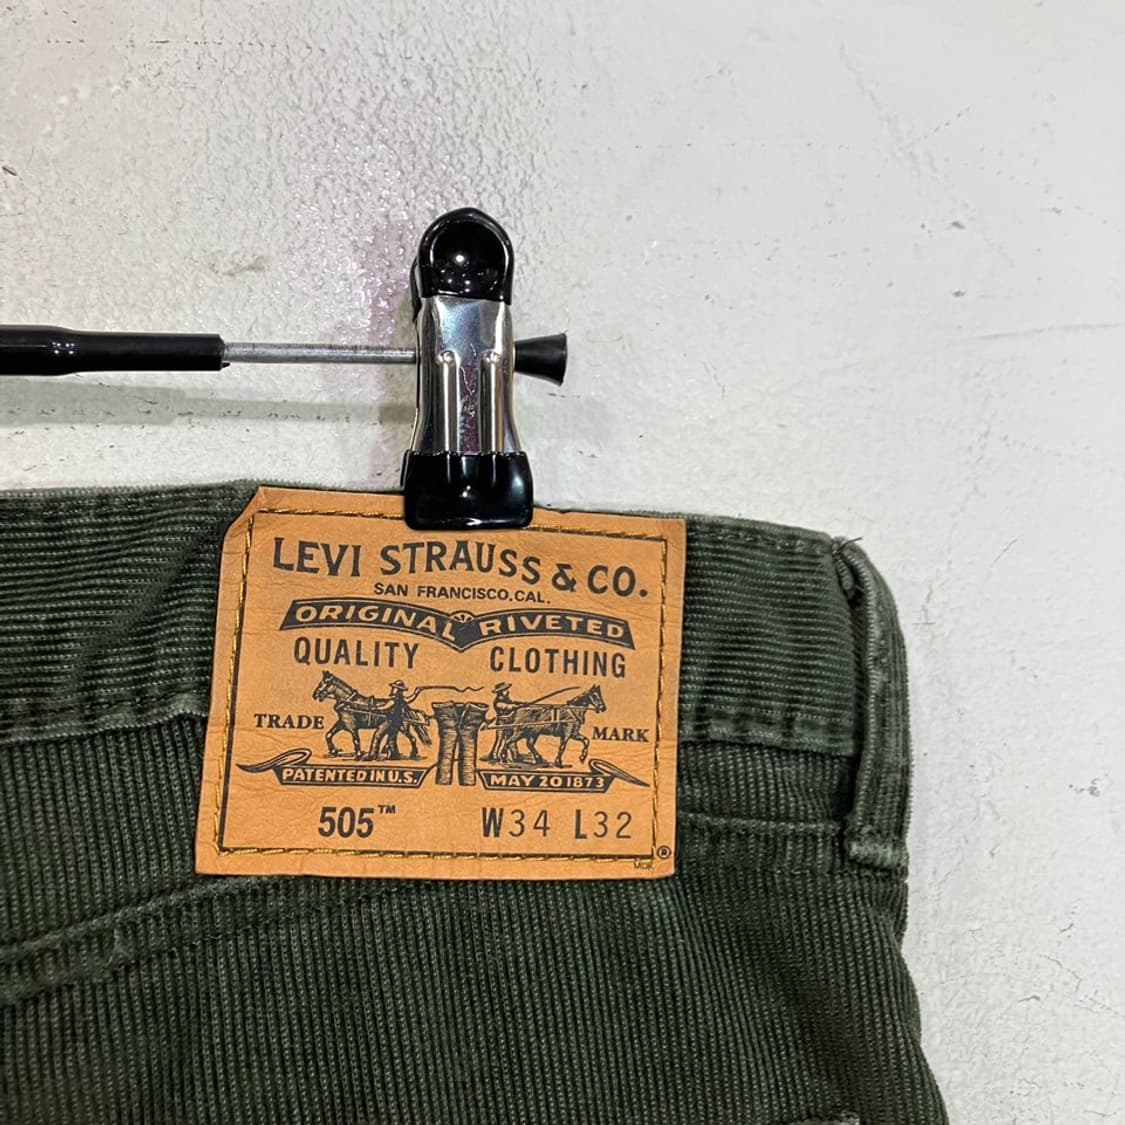 LEVI STRAUSS & CO.
SAN FRANCISCO, CAL.
ORIGINAL RIVETED
QUALITY CLOTHING
TRADE MARK
PATENTED IN U.S. MAY 20 1873
505™ W34 L32
®